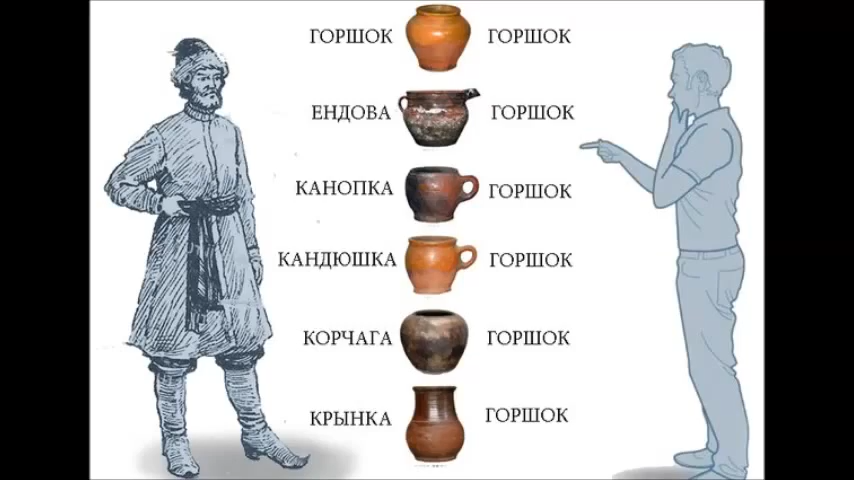 ГОРШОК ГОРШОК
ЕНДОВА ГОРШОК
КАНОПКА ГОРШОК
КАНДЮШКА ГОРШОК
КОРЧАГА ГОРШОК
КРЫНКА ГОРШОК